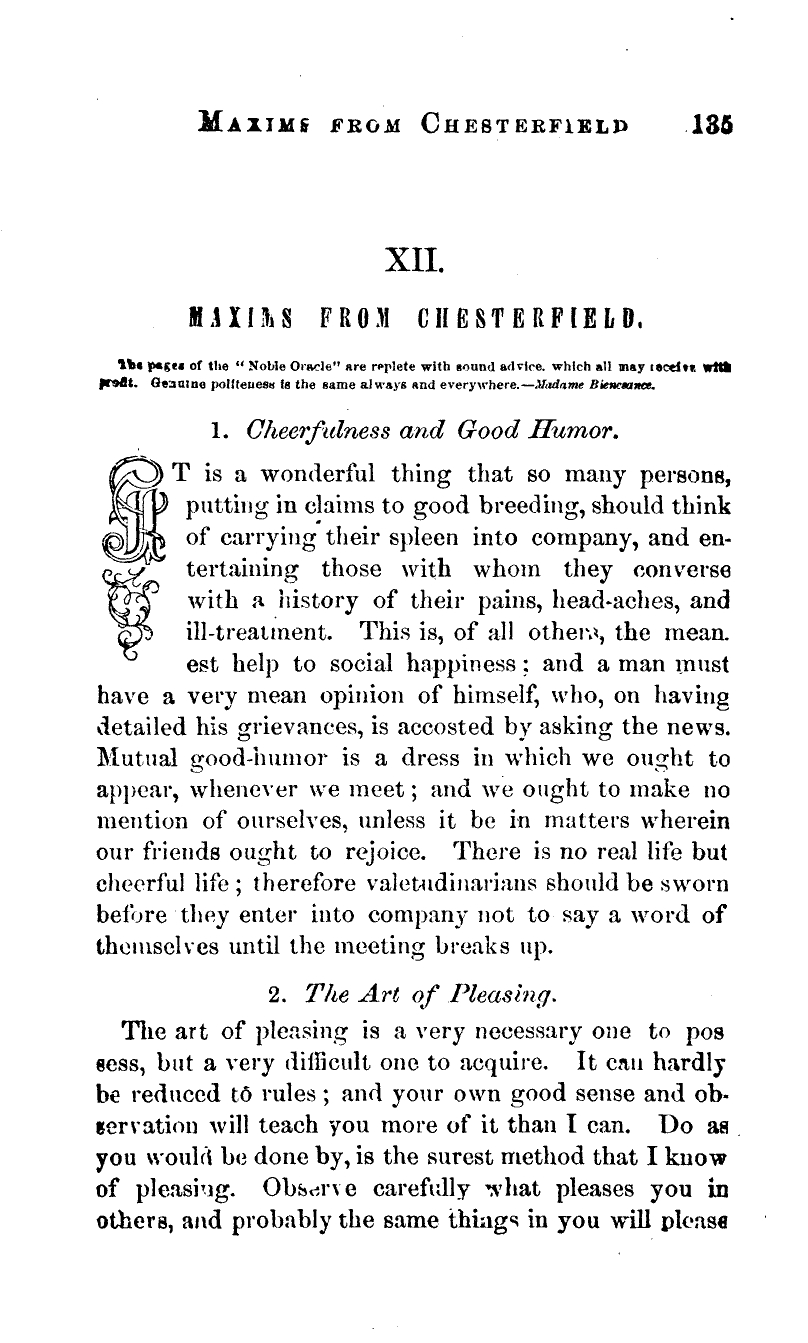 MAXIMS FROM CHESTERFIELD 135
XII.
MAXIMS FROM CHESTERFIELD.
The pages of the "Noble Oracle" are replete with sound advice. which all may receive with
profit. Genuine politeness is the same always and everywhere.—Madame Bienceance.
1. Cheerfulness and Good Humor.
IT is a wonderful thing that so many persons,
putting in claims to good breeding, should think
of carrying their spleen into company, and en-
tertaining those with whom they converse
with a history of their pains, head-aches, and
ill-treatment. This is, of all others, the mean.
est help to social happiness; and a man must
have a very mean opinion of himself, who, on having
detailed his grievances, is accosted by asking the news.
Mutual good-humor is a dress in which we ought to
appear, whenever we meet; and we ought to make no
mention of ourselves, unless it be in matters wherein
our friends ought to rejoice. There is no real life but
cheerful life; therefore valetudinarians should be sworn
before they enter into company not to say a word of
themselves until the meeting breaks up.
2. The Art of Pleasing.
The art of pleasing is a very necessary one to pos
sess, but a very difficult one to acquire. It can hardly
be reduced to rules; and your own good sense and ob-
servation will teach you more of it than I can. Do as
you would be done by, is the surest method that I know
of pleasing. Observe carefully what pleases you in
others, and probably the same things in you will please